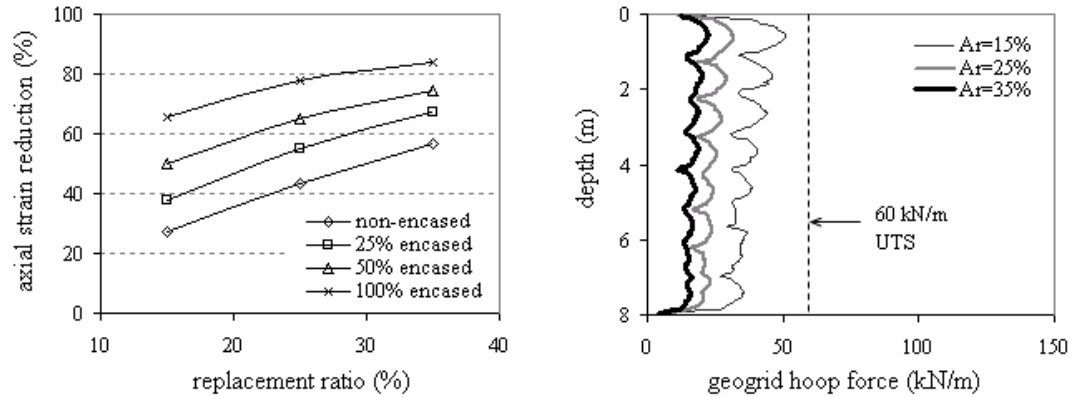 axial strain reduction (%)
100
80
60
40
20
0
10
20
30
40
replacement ratio (%)
non-encased
25% encased
50% encased
100% encased
depth (m)
0
2
4
6
8
0
50
100
150
geogrid hoop force (kN/m)
Ar=15%
Ar=25%
Ar=35%
60 kN/m
UTS